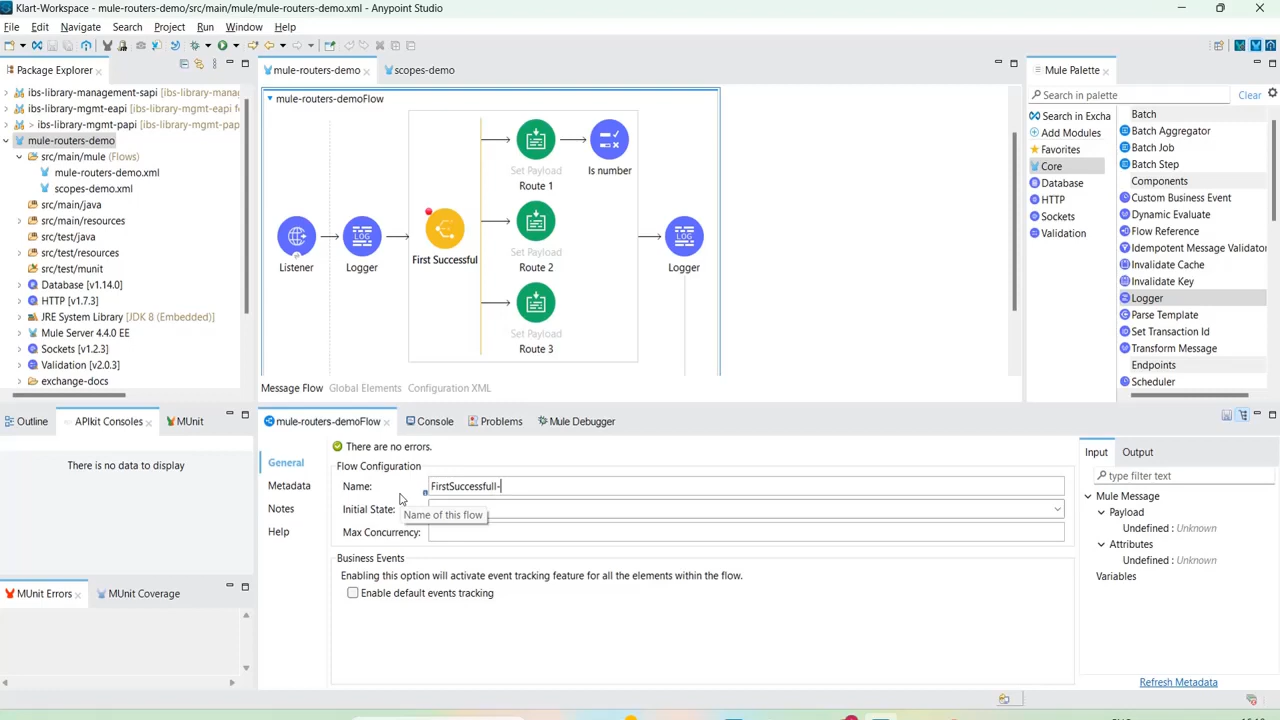 Klart-Workspace - mule-routers-demo/src/main/mule/mule-routers-demo.xml - Anypoint Studio
File Edit Navigate Search Project Run Window Help
Package Explorer
ibs-library-management-sapi [ibs-library-manag
ibs-library-mgmt-eapi [ibs-library-mgmt-eapi f
> ibs-library-mgmt-papi [ibs-library-mgmt-pap
mule-routers-demo
src/main/mule (Flows)
mule-routers-demo.xml
scopes-demo.xml
src/main/java
src/main/resources
src/test/java
src/test/resources
src/test/munit
Database [v1.14.0]
HTTP [v1.7.3]
JRE System Library [JDK 8 (Embedded)]
Mule Server 4.4.0 EE
Sockets [v1.2.3]
Validation [v2.0.3]
exchange-docs
mule-routers-demo
scopes-demo
mule-routers-demoFlow
Listener
Logger
First Successful
Set Payload
Route 1
Is number
Set Payload
Route 2
Set Payload
Route 3
Logger
Message Flow Global Elements Configuration XML
Mule Palette
Search in palette
Clear
Search in Excha
Add Modules
Favorites
Core
Database
HTTP
Sockets
Validation
Batch
Batch Aggregator
Batch Job
Batch Step
Components
Custom Business Event
Dynamic Evaluate
Flow Reference
Idempotent Message Validator
Invalidate Cache
Invalidate Key
Logger
Parse Template
Set Transaction Id
Transform Message
Endpoints
Scheduler
Outline
APIkit Consoles
MUnit
There is no data to display
MUnit Errors
MUnit Coverage
mule-routers-demoFlow
Console
Problems
Mule Debugger
There are no errors.
General
Metadata
Notes
Help
Flow Configuration
Name: FirstSuccessfull-
Initial State:
Name of this flow
Max Concurrency:
Business Events
Enabling this option will activate event tracking feature for all the elements within the flow.
Enable default events tracking
Input
Output
type filter text
Mule Message
Payload
Undefined : Unknown
Attributes
Undefined : Unknown
Variables
Refresh Metadata